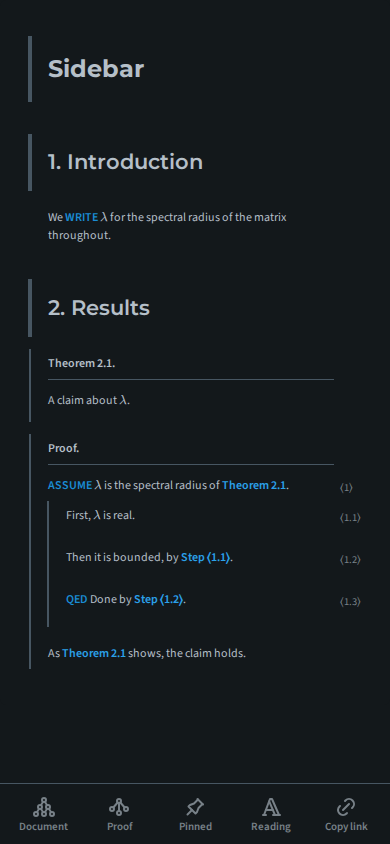 Sidebar
1. Introduction
We WRITE λ for the spectral radius of the matrix
throughout.
2. Results
Theorem 2.1.
A claim about λ.
Proof.
ASSUME λ is the spectral radius of Theorem 2.1. ⟨1⟩
First, λ is real. ⟨1.1⟩
Then it is bounded, by Step ⟨1.1⟩. ⟨1.2⟩
QED Done by Step ⟨1.2⟩. ⟨1.3⟩
As Theorem 2.1 shows, the claim holds.
Document Proof Pinned Reading Copy link